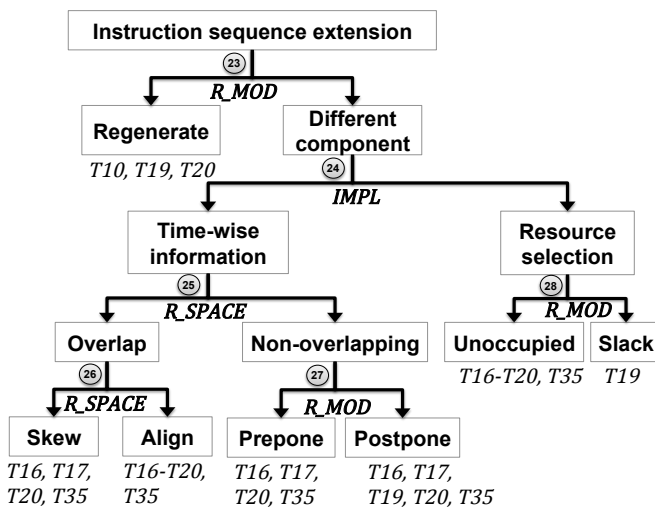 Instruction sequence extension
23
R_MOD
Regenerate
T10, T19, T20
Different
component
24
IMPL
Time-wise
information
Resource
selection
25
R_SPACE
28
R_MOD
Overlap
Non-overlapping
Unoccupied
T16-T20, T35
Slack
T19
26
R_SPACE
27
R_MOD
Skew
Align
Prepone
Postpone
T16, T17,
T20, T35
T16-T20,
T35
T16, T17,
T20, T35
T16, T17,
T19, T20, T35